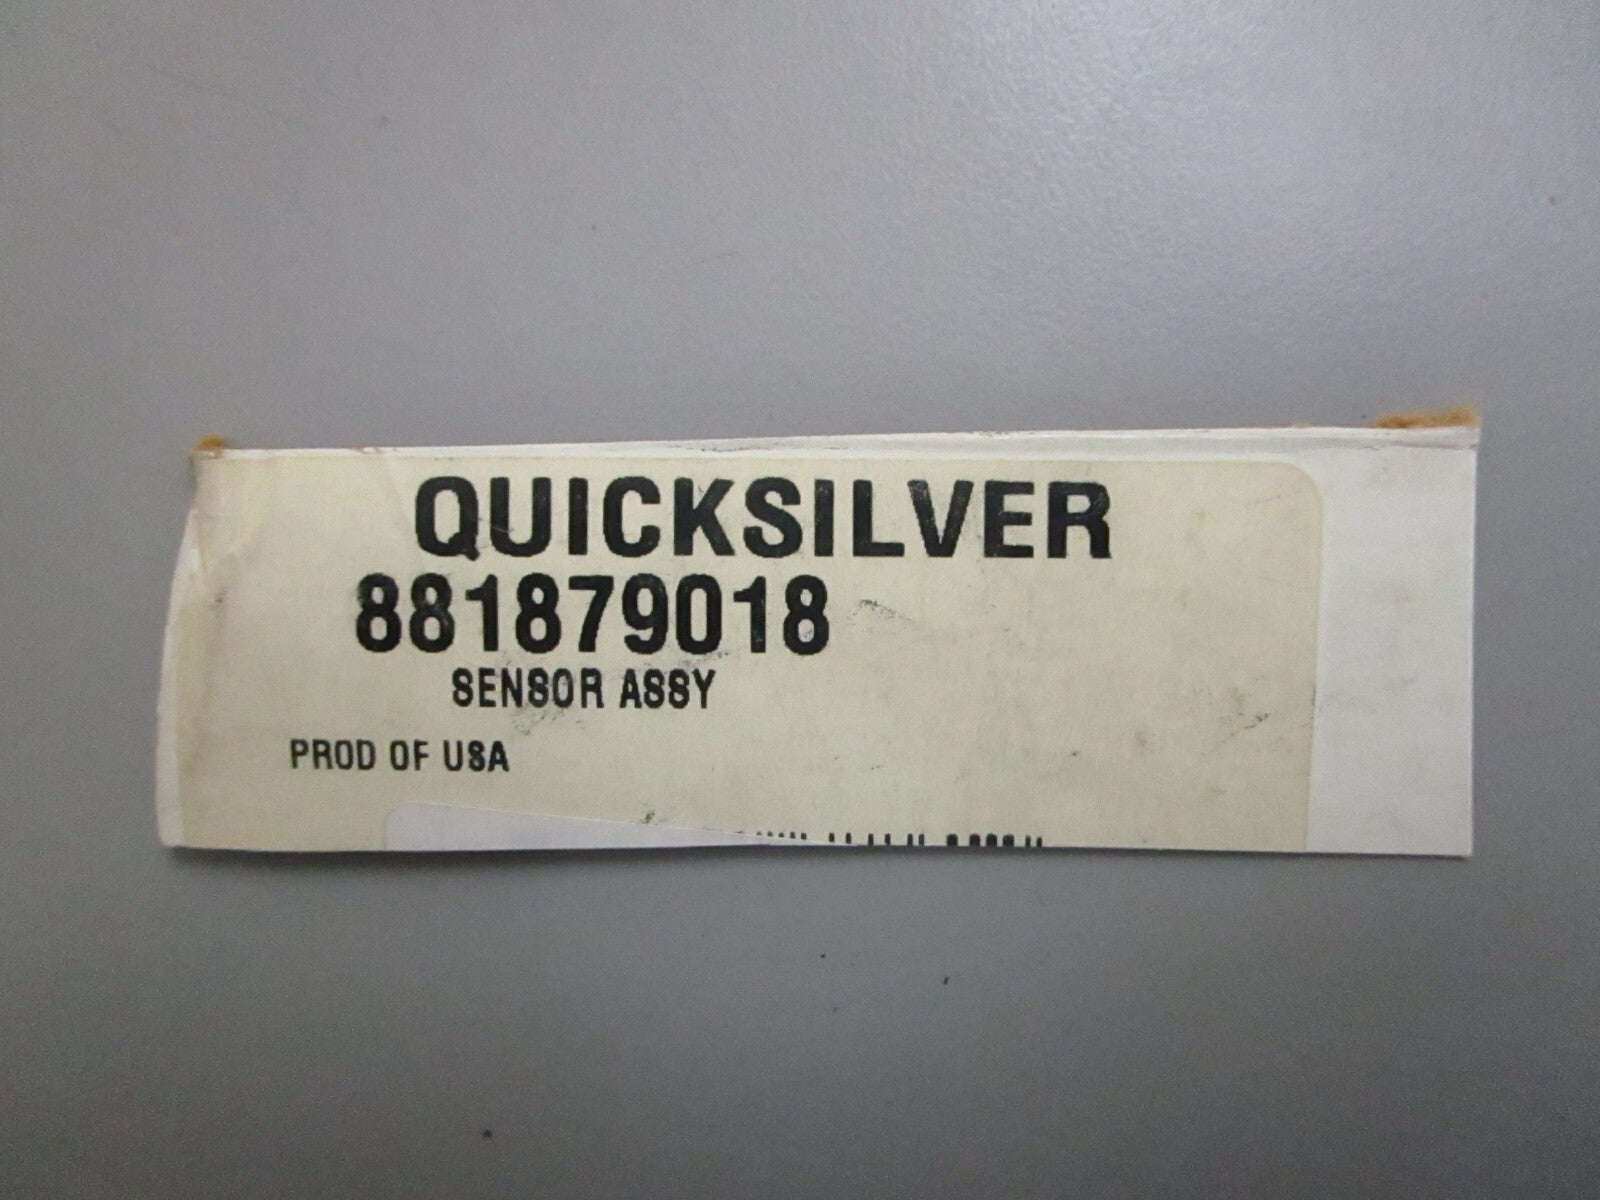 QUICKSILVER
881879018
SENSOR ASSY
PROD OF USA